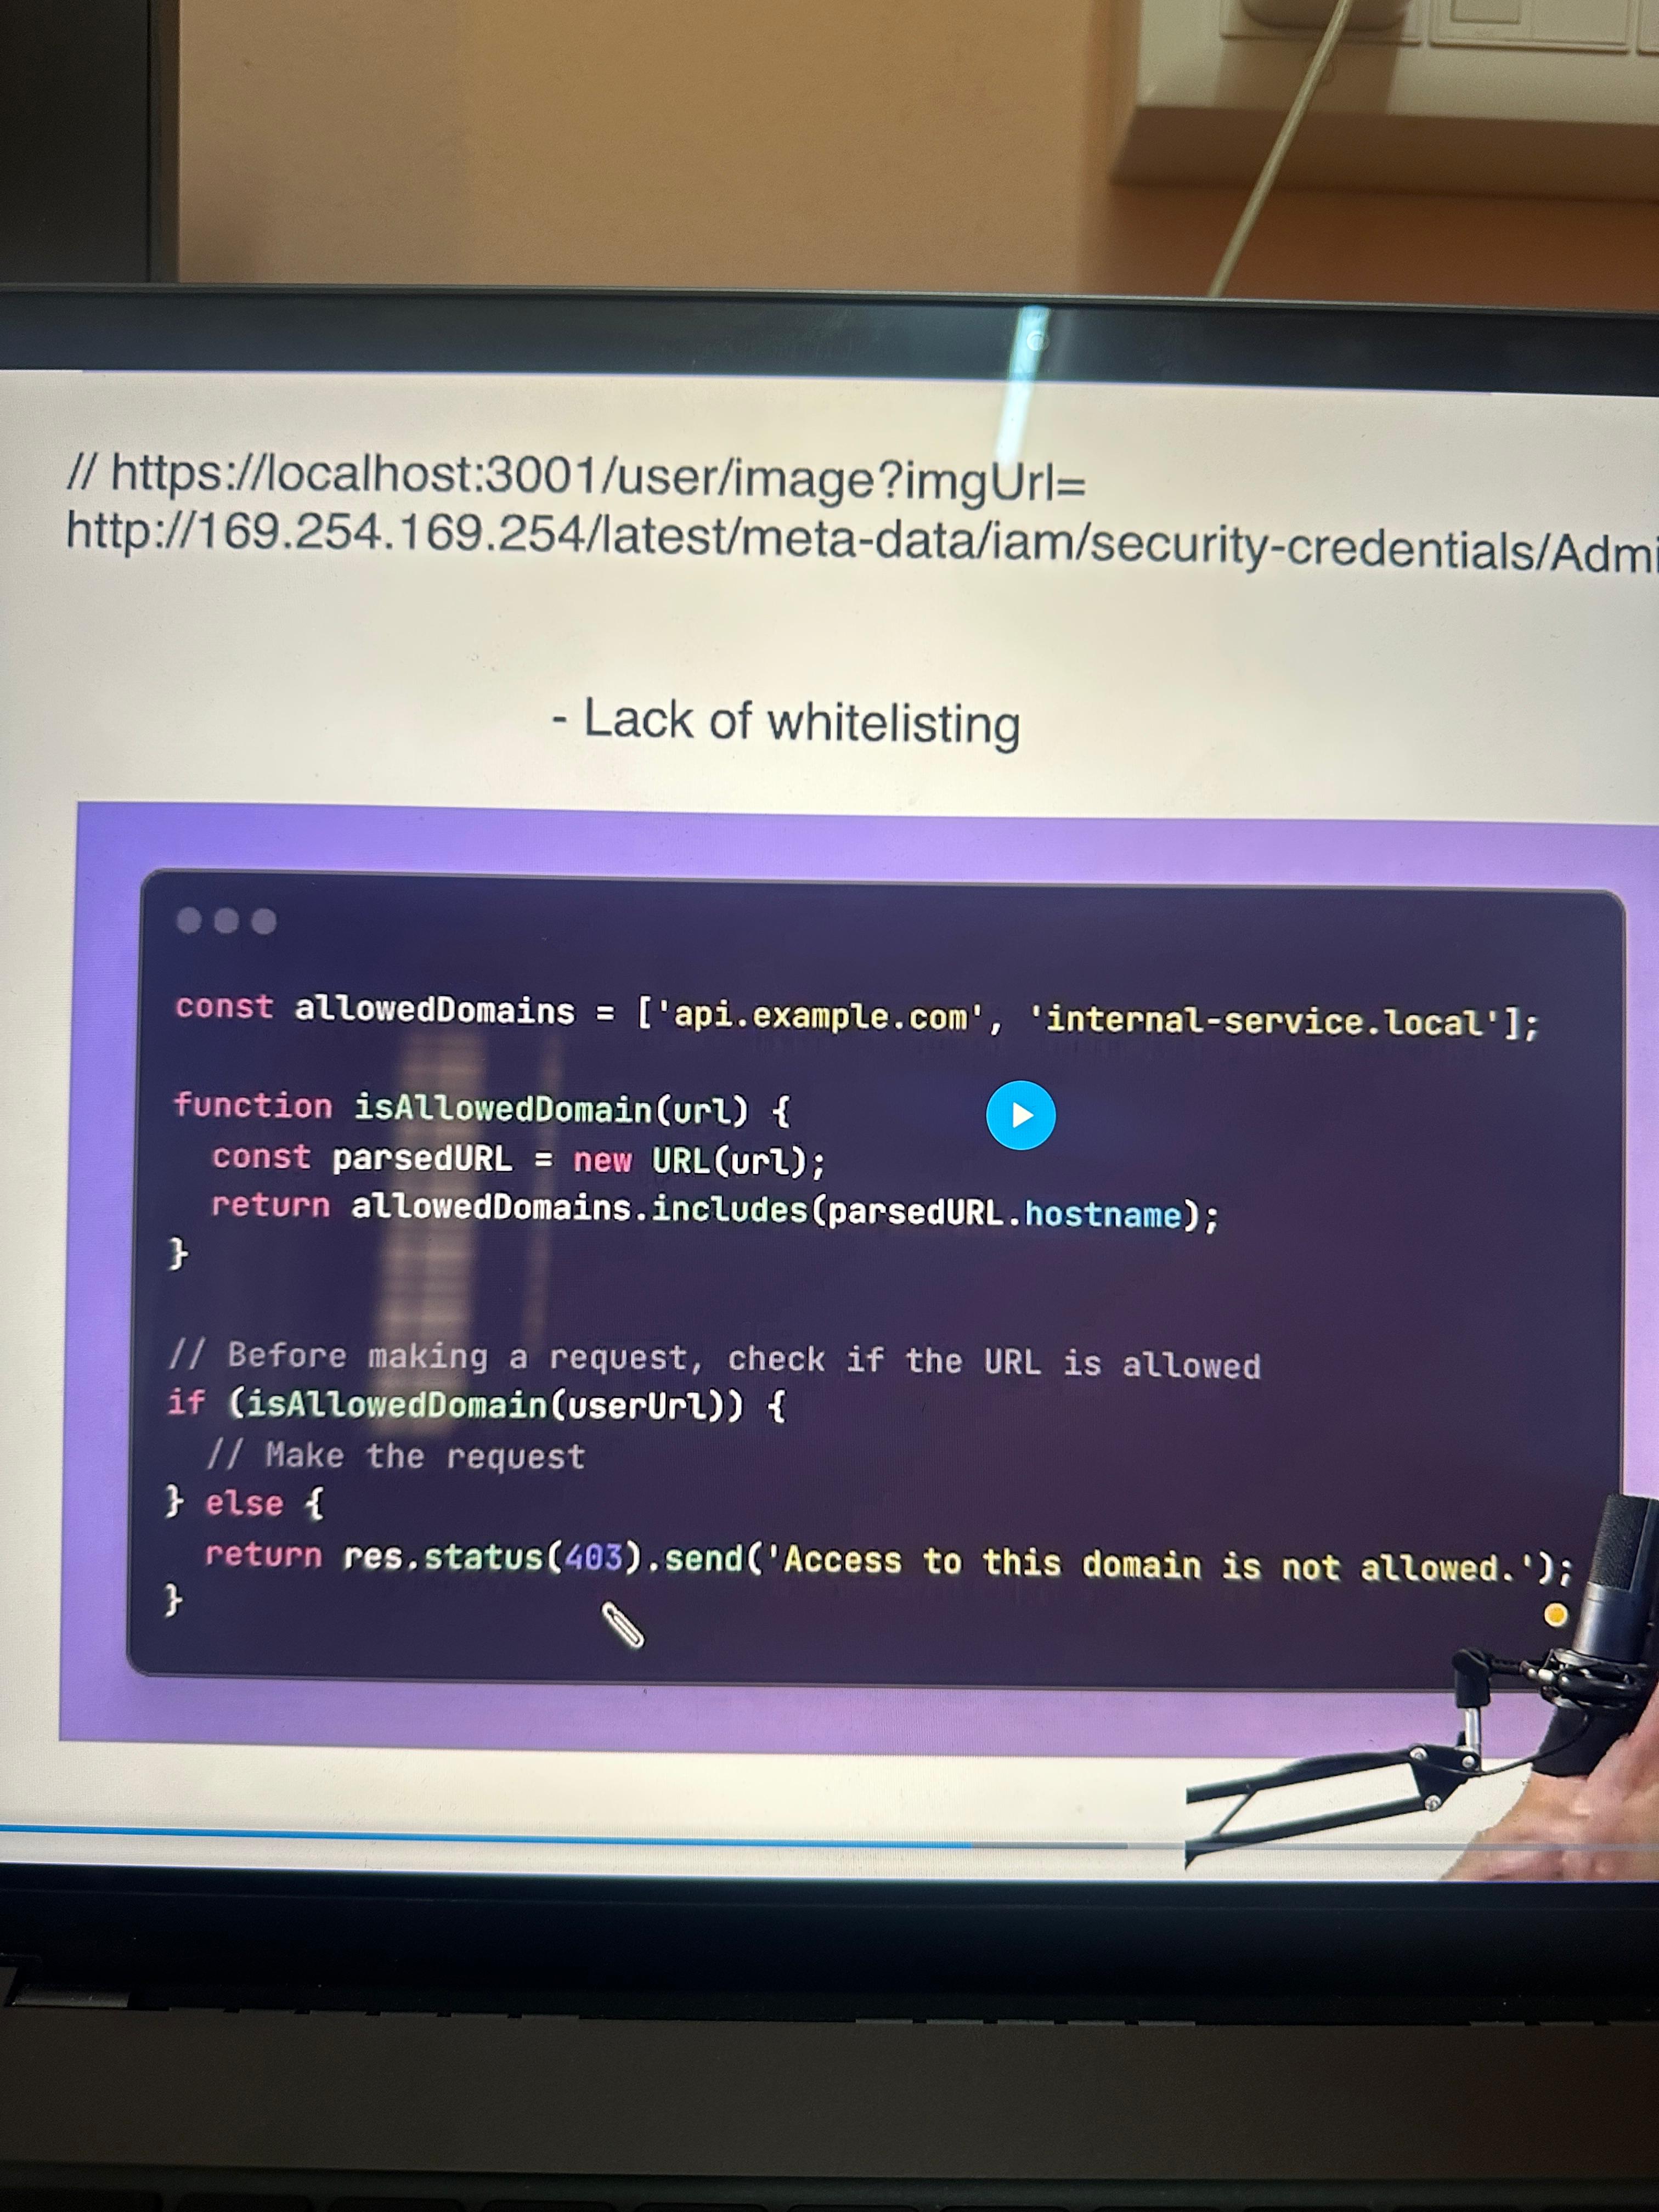 // https://localhost:3001/user/image?imgUrl=
http://169.254.169.254/latest/meta-data/iam/security-credentials/Admi
- Lack of whitelisting
const allowedDomains = ['api.example.com', 'internal-service.local'];
function isAllowedDomain(url) {
const parsedURL = new URL(url);
return allowedDomains.includes(parsedURL.hostname);
}
// Before making a request, check if the URL is allowed
if (isAllowedDomain(userUrl)) {
// Make the request
} else {
return res.status(403).send('Access to this domain is not allowed.');
}